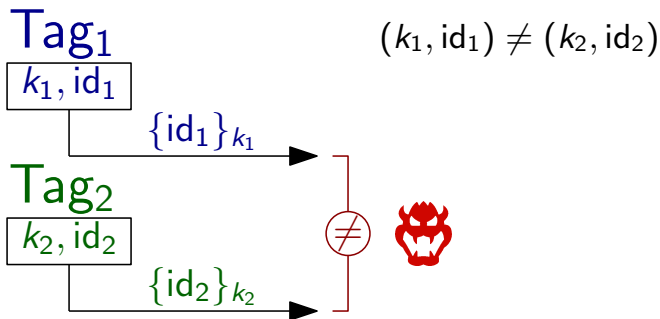 Tag₁
(k₁, id₁) ≠ (k₂, id₂)
k₁, id₁
{id₁}ₖ₁
Tag₂
k₂, id₂
≠
{id₂}ₖ₂